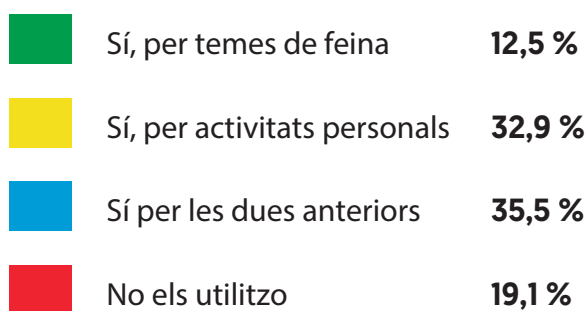 Sí, per temes de feina 12,5 %
Sí, per activitats personals 32,9 %
Sí per les dues anteriors 35,5 %
No els utilitzo 19,1 %